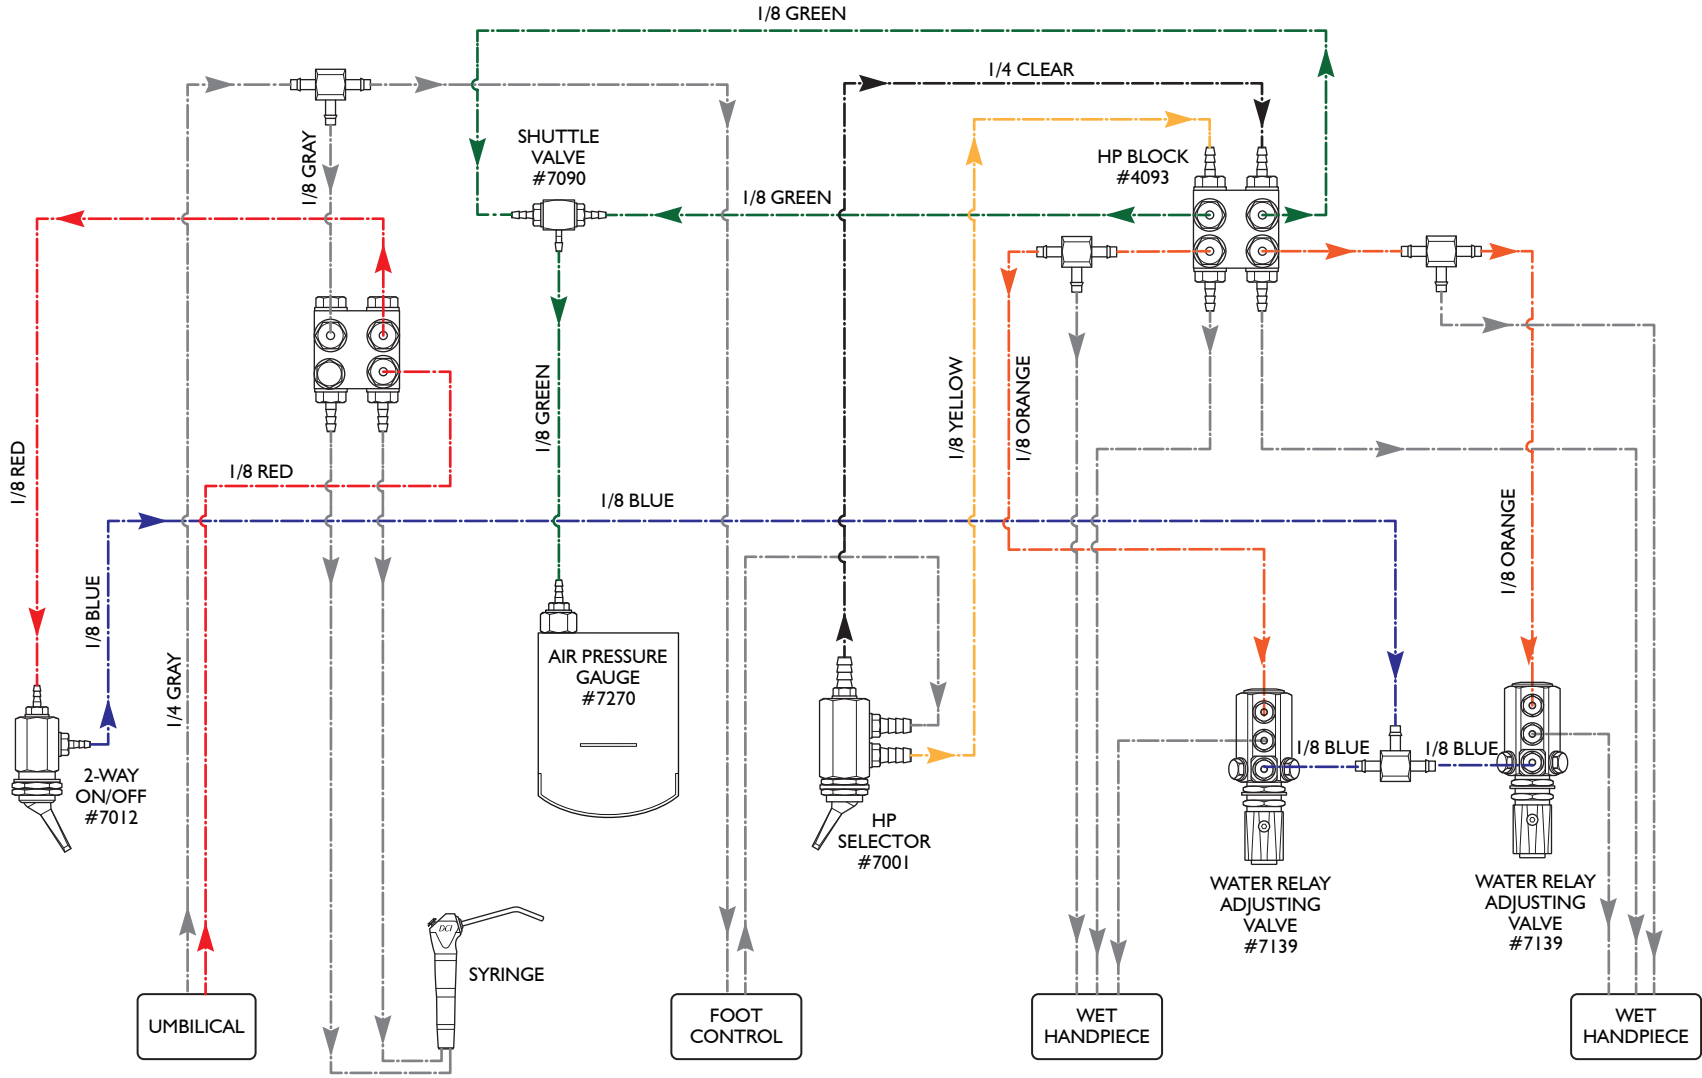 1/8 GREEN
1/4 CLEAR
SHUTTLE
VALVE
#7090
1/8 GRAY
HP BLOCK
#4093
1/8 GREEN
1/8 GREEN
1/8 YELLOW
1/8 ORANGE
1/8 RED
1/8 RED
1/8 BLUE
1/8 ORANGE
1/8 BLUE
1/4 GRAY
AIR PRESSURE
GAUGE
#7270
1/8 BLUE
1/8 BLUE
2-WAY
ON/OFF
#7012
HP
SELECTOR
#7001
WATER RELAY
ADJUSTING
VALVE
#7139
WATER RELAY
ADJUSTING
VALVE
#7139
DCI
SYRINGE
UMBILICAL
FOOT
CONTROL
WET
HANDPIECE
WET
HANDPIECE